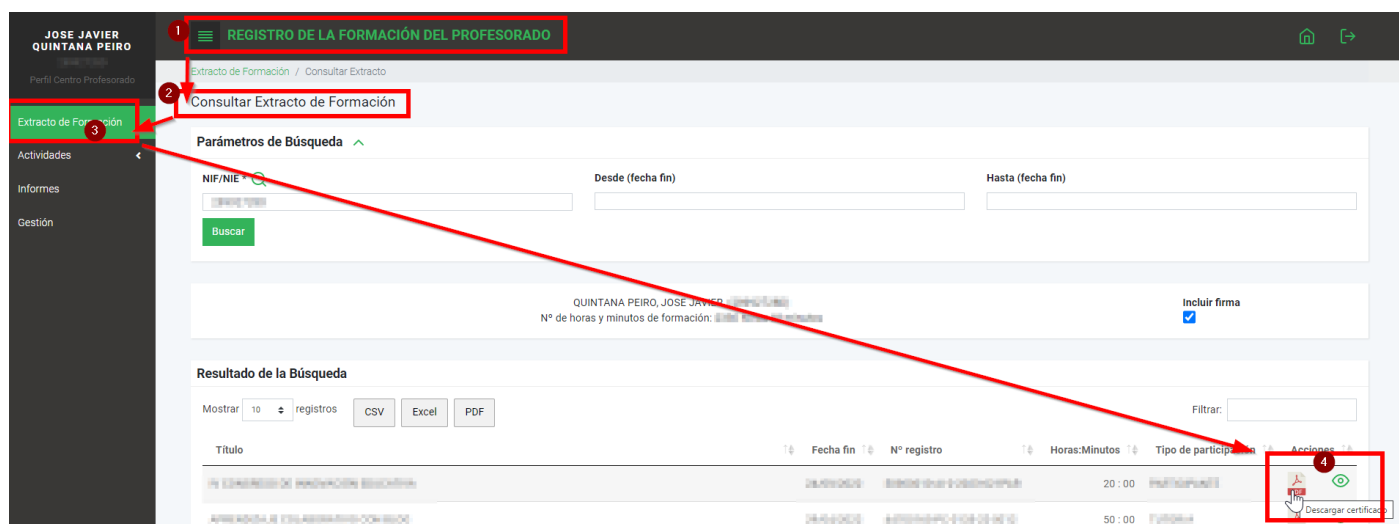 JOSE JAVIER
QUINTANA PEIRO
Perfil Centro Profesorado
Extracto de Formación
3
Actividades
Informes
Gestión
1
REGISTRO DE LA FORMACIÓN DEL PROFESORADO
Extracto de Formación / Consultar Extracto
2
Consultar Extracto de Formación
Parámetros de Búsqueda
NIF/NIE *
Desde (fecha fin)
Hasta (fecha fin)
Buscar
QUINTANA PEIRO, JOSE JAVIER
Nº de horas y minutos de formación:
Incluir firma
Resultado de la Búsqueda
Mostrar 10 registros CSV Excel PDF
Filtrar:
Título Fecha fin Nº registro Horas:Minutos Tipo de participación Acciones
4
20 : 00
PDF
Descargar certificado
50 : 00